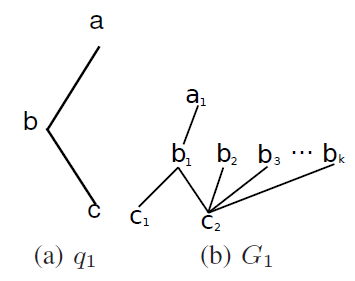 a
b
c
a₁
b₁ b₂ b₃ ⋯ bₖ
c₁ c₂
(a) q₁ (b) G₁